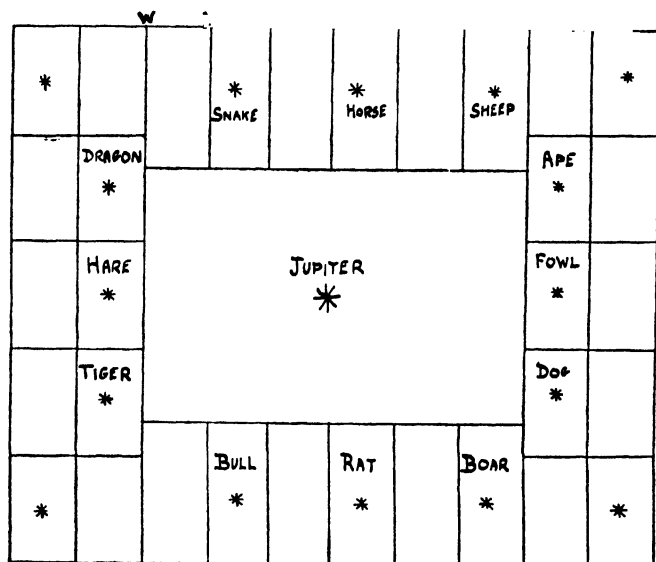 W
SNAKE
HORSE
SHEEP
DRAGON
APE
HARE
JUPITER
FOWL
TIGER
DOG
BULL
RAT
BOAR